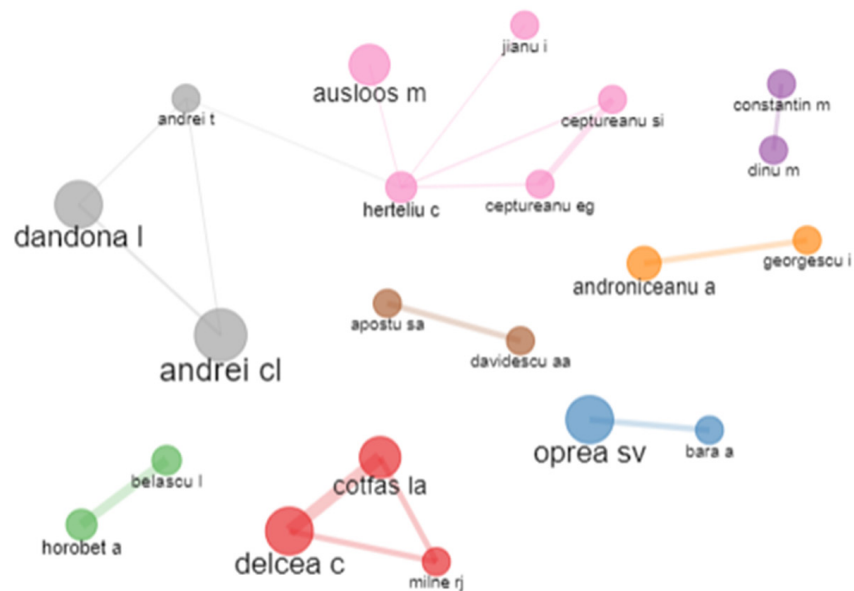 jianu i
ausloos m
constantin m
andrei t
ceptureanu si
dinu m
herteliu c
ceptureanu eg
dandona l
georgescu i
androniceanu a
apostu sa
davidescu aa
andrei cl
oprea sv
bara a
belascu l
cotfas la
horobet a
delcea c
milne rj